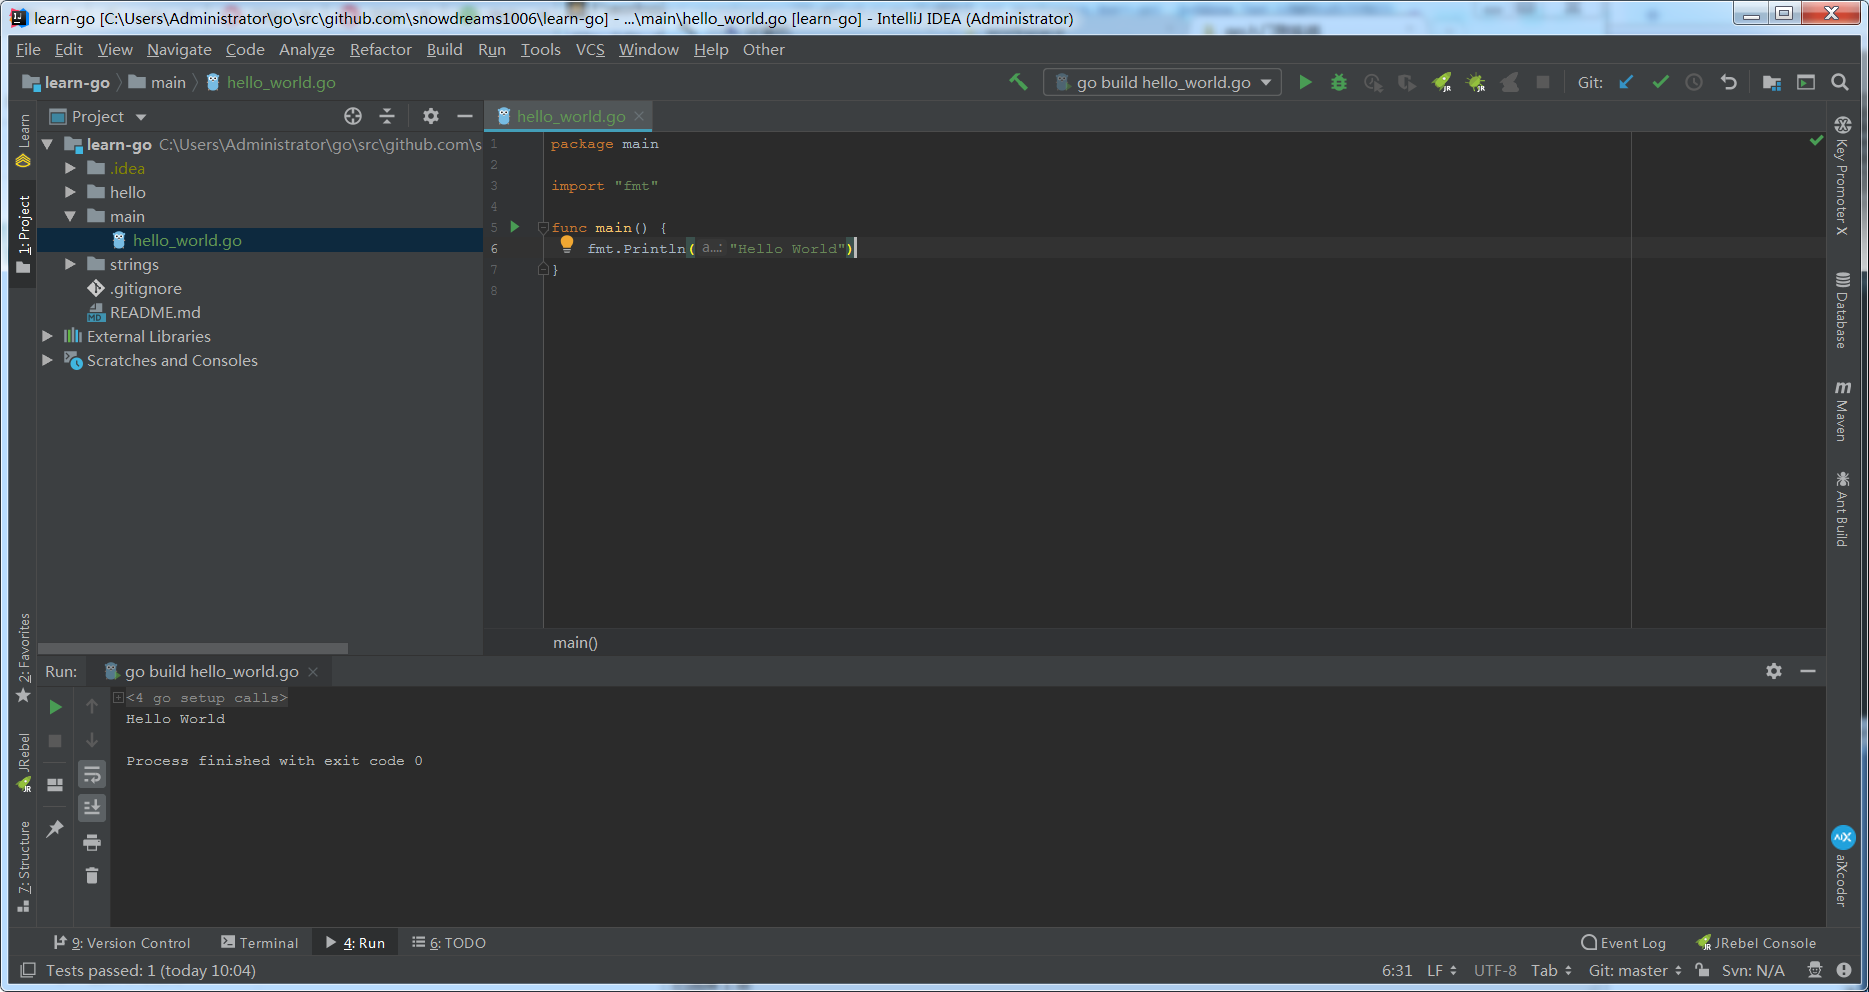 learn-go [C:\Users\Administrator\go\src\github.com\snowdreams1006\learn-go] - ...\main\hello_world.go [learn-go] - IntelliJ IDEA (Administrator)
File Edit View Navigate Code Analyze Refactor Build Run Tools VCS Window Help Other
learn-go main hello_world.go go build hello_world.go Git:
Project hello_world.go
Learn
1: Project
learn-go C:\Users\Administrator\go\src\github.com\s
.idea
hello
main
hello_world.go
strings
.gitignore
README.md
External Libraries
Scratches and Consoles
1 package main
2
3 import "fmt"
4
5 func main() {
6 fmt.Println( a...: "Hello World")
7 }
8
main()
Key Promoter X
Database
Maven
Ant Build
aiXcoder
2: Favorites
JRebel
Z: Structure
Run: go build hello_world.go
<4 go setup calls>
Hello World
Process finished with exit code 0
9: Version Control Terminal 4: Run 6: TODO Event Log JRebel Console
Tests passed: 1 (today 10:04) 6:31 LF UTF-8 Tab Git: master Svn: N/A